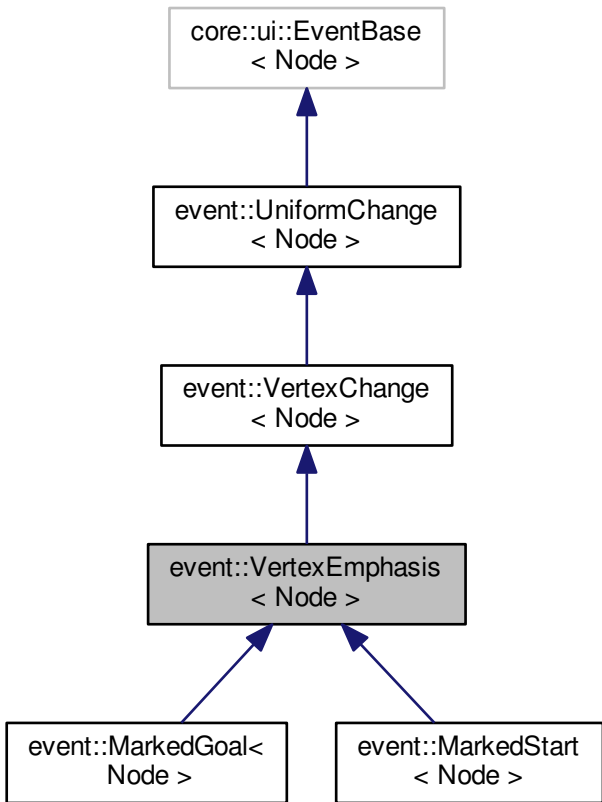 core::ui::EventBase
< Node >
event::UniformChange
< Node >
event::VertexChange
< Node >
event::VertexEmphasis
< Node >
event::MarkedGoal<
Node >
event::MarkedStart
< Node >